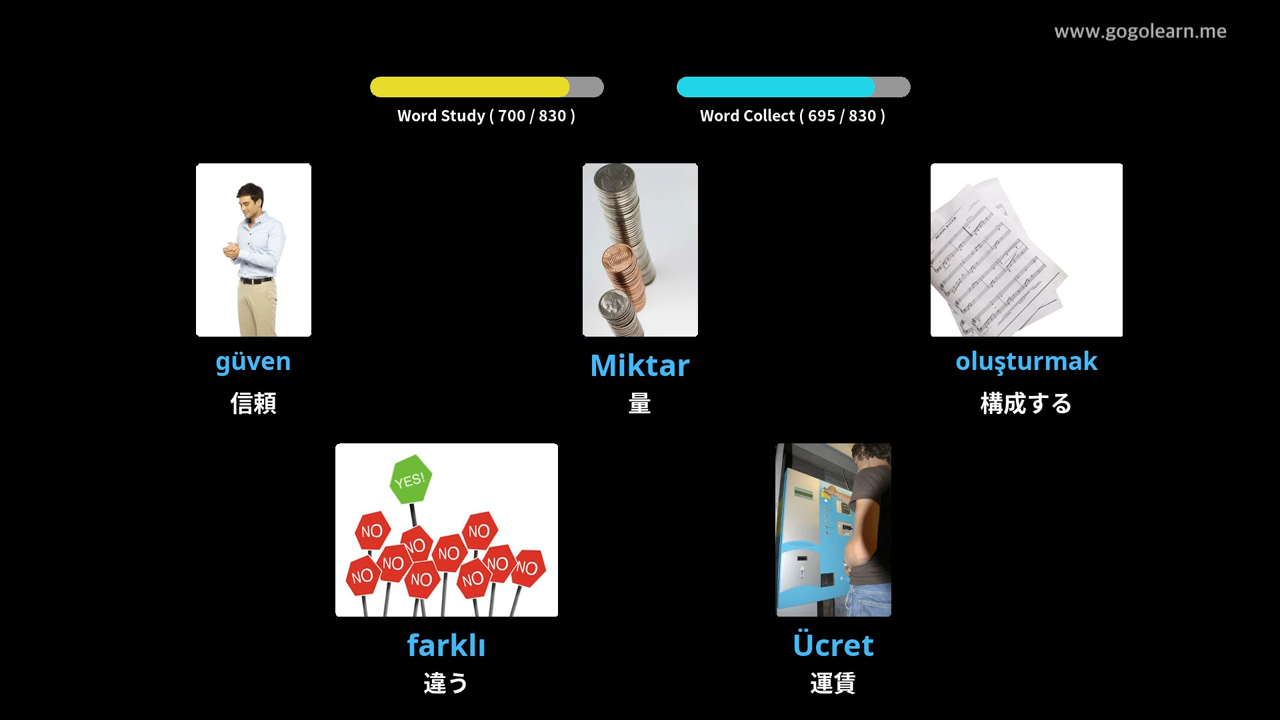 www.gogolearn.me
Word Study ( 700 / 830 )
Word Collect ( 695 / 830 )
güven
信頼
Miktar
量
oluşturmak
構成する
YES!
NO
NO
NO
NO
NO
NO
NO
NO
NO
NO
farklı
違う
Ücret
運賃